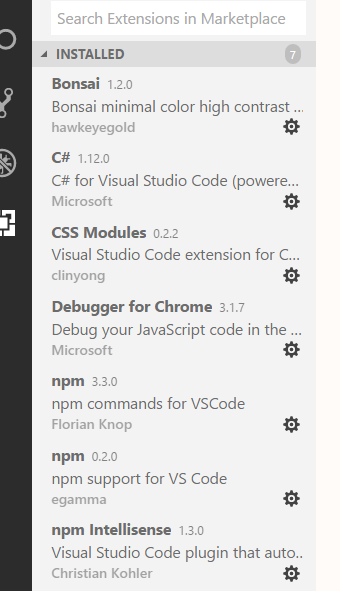 Search Extensions in Marketplace
INSTALLED 7
Bonsai 1.2.0
Bonsai minimal color high contrast ...
hawkeyegold
C# 1.12.0
C# for Visual Studio Code (powere...
Microsoft
CSS Modules 0.2.2
Visual Studio Code extension for C...
clinyong
Debugger for Chrome 3.1.7
Debug your JavaScript code in the ...
Microsoft
npm 3.3.0
npm commands for VSCode
Florian Knop
npm 0.2.0
npm support for VS Code
egamma
npm Intellisense 1.3.0
Visual Studio Code plugin that auto...
Christian Kohler